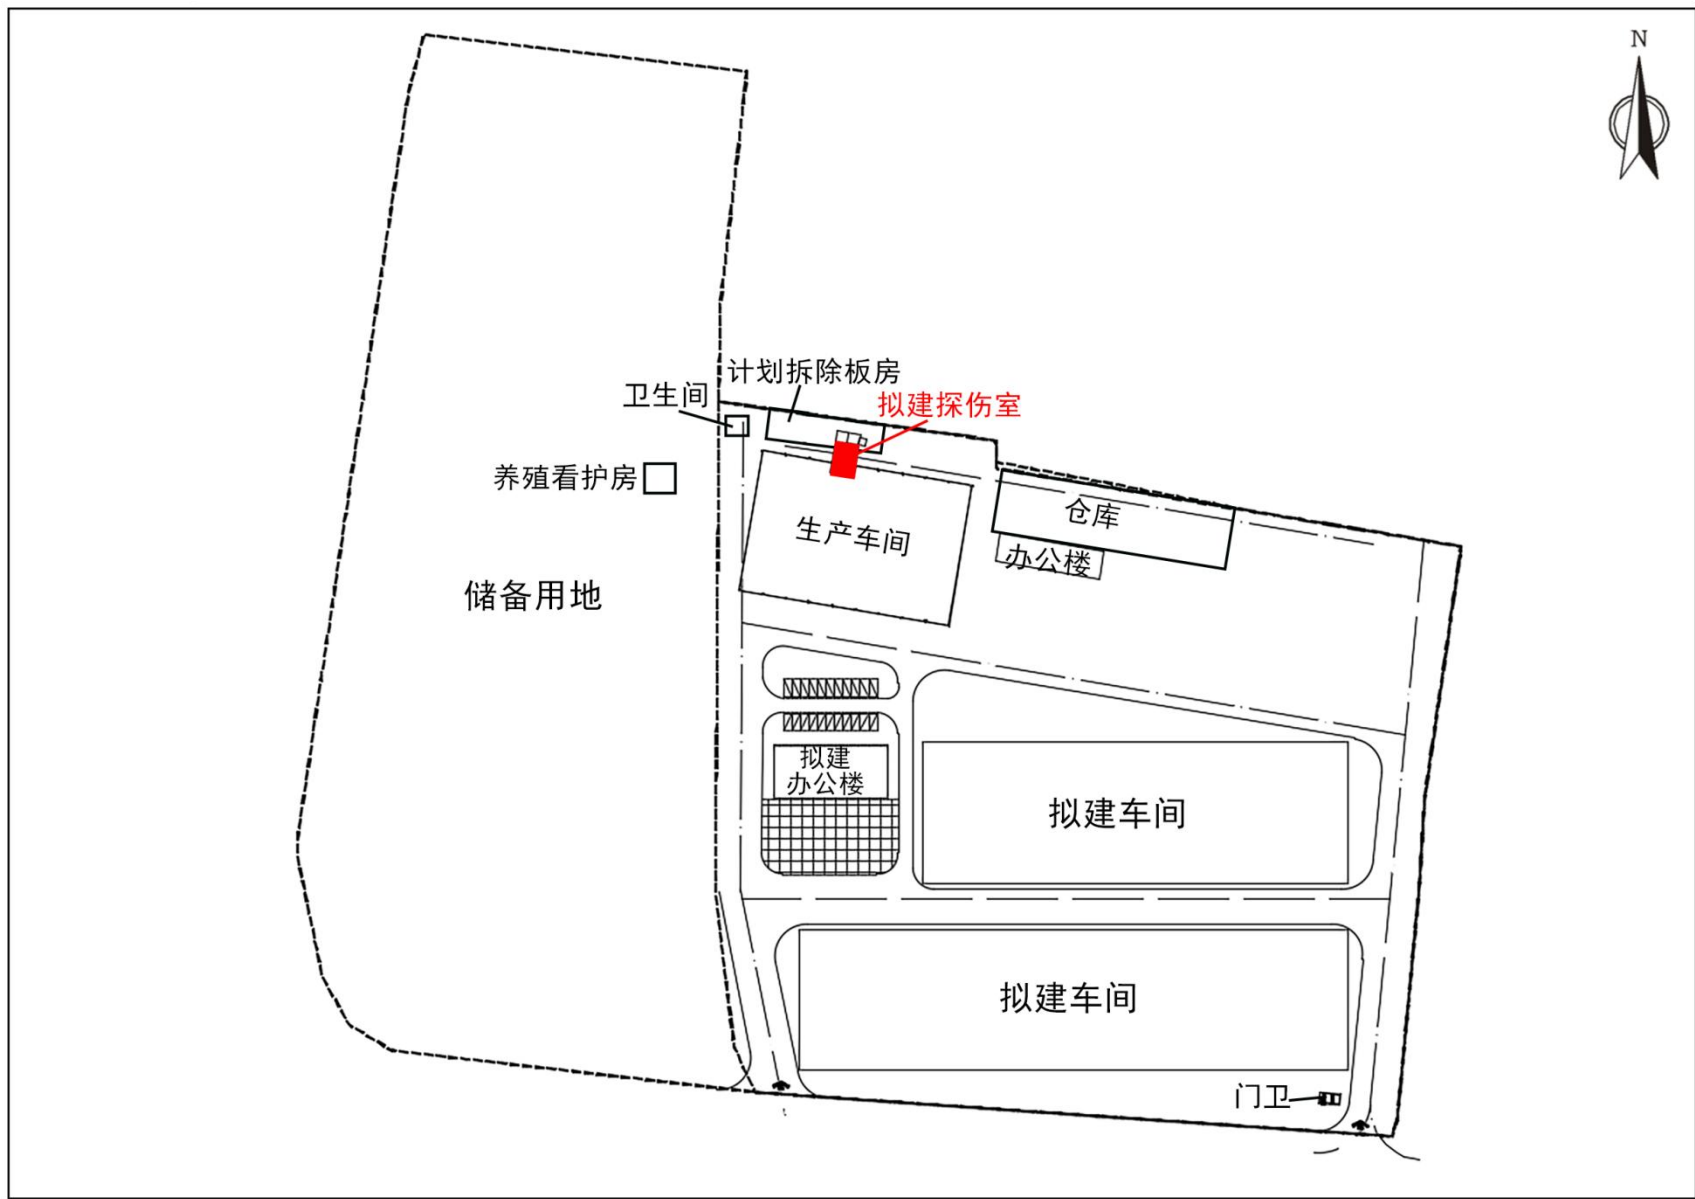 N
计划拆除板房
卫生间
拟建探伤室
养殖看护房
仓库
生产车间
办公楼
储备用地
拟建
办公楼
拟建车间
拟建车间
门卫